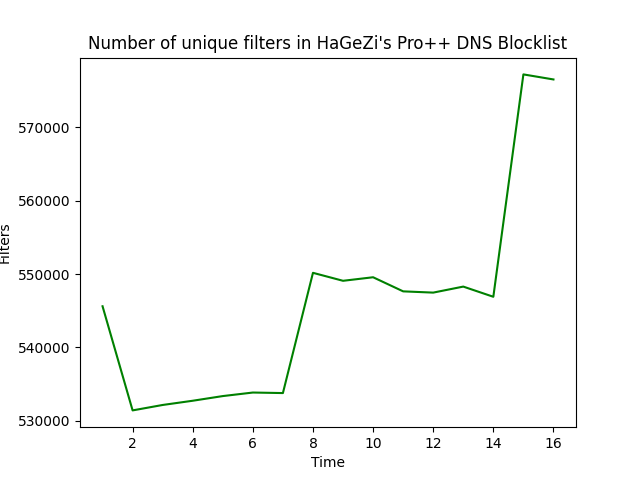 Number of unique filters in HaGeZi's Pro++ DNS Blocklist
570000
560000
550000
540000
530000
Filters
2 4 6 8 10 12 14 16
Time